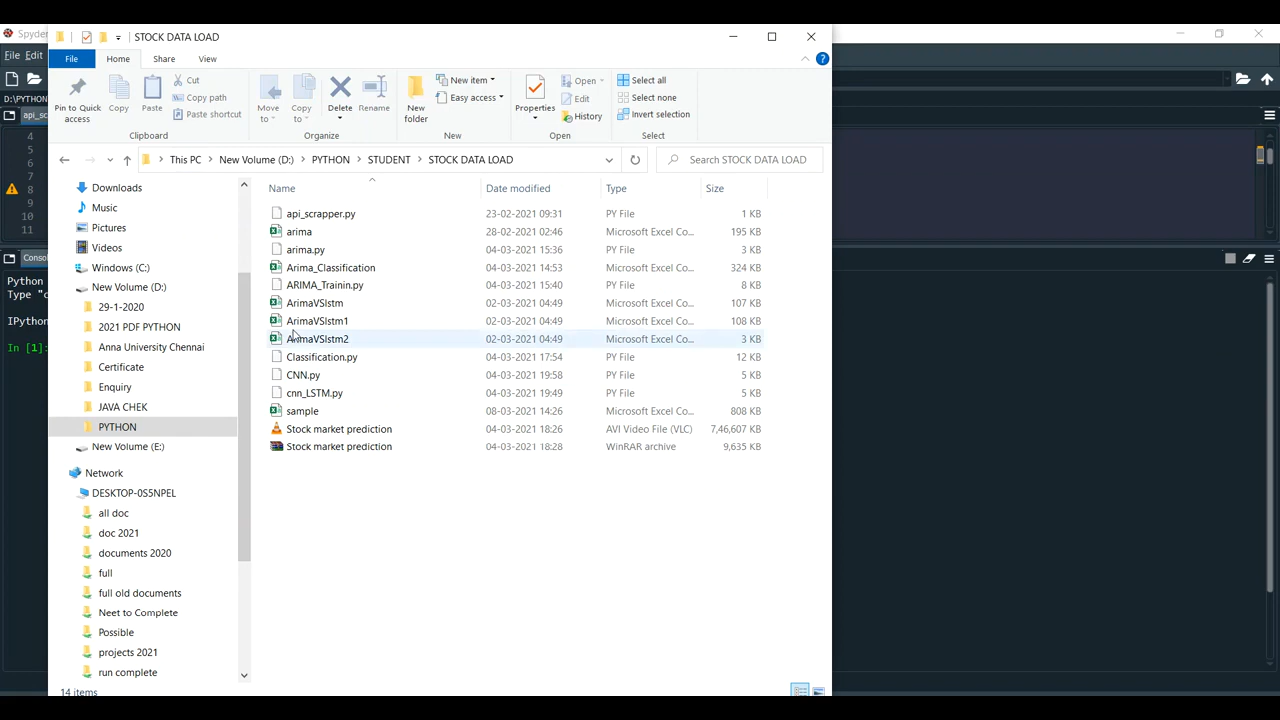 Spyder
STOCK DATA LOAD
File Edit
File Home Share View
Pin to Quick access
Copy
Paste
Cut
Copy path
Paste shortcut
Move to
Copy to
Delete
Rename
New folder
New item
Easy access
Properties
Open
Edit
History
Select all
Select none
Invert selection
Clipboard Organize New Open Select
D:\PYTHON
This PC > New Volume (D:) > PYTHON > STUDENT > STOCK DATA LOAD
Search STOCK DATA LOAD
Name Date modified Type Size
api_scrapper.py 23-02-2021 09:31 PY File 1 KB
arima 28-02-2021 02:46 Microsoft Excel Co... 195 KB
arima.py 04-03-2021 15:36 PY File 3 KB
Arima_Classification 04-03-2021 14:53 Microsoft Excel Co... 324 KB
ARIMA_Trainin.py 04-03-2021 15:40 PY File 8 KB
ArimaVSlstm 02-03-2021 04:49 Microsoft Excel Co... 107 KB
ArimaVSlstm1 02-03-2021 04:49 Microsoft Excel Co... 108 KB
ArimaVSlstm2 02-03-2021 04:49 Microsoft Excel Co... 3 KB
Classification.py 04-03-2021 17:54 PY File 12 KB
CNN.py 04-03-2021 19:58 PY File 5 KB
cnn_LSTM.py 04-03-2021 19:49 PY File 5 KB
sample 08-03-2021 14:26 Microsoft Excel Co... 808 KB
Stock market prediction 04-03-2021 18:26 AVI Video File (VLC) 7,46,607 KB
Stock market prediction 04-03-2021 18:28 WinRAR archive 9,635 KB
Downloads
Music
Pictures
Videos
Windows (C:)
New Volume (D:)
29-1-2020
2021 PDF PYTHON
Anna University Chennai
Certificate
Enquiry
JAVA CHEK
PYTHON
New Volume (E:)
Network
DESKTOP-0S5NPEL
all doc
doc 2021
documents 2020
full
full old documents
Neet to Complete
Possible
projects 2021
run complete
14 items
api_sc
4
5
6
7
8
9
10
11
Console
Python
Type "c
IPython
In [1]: